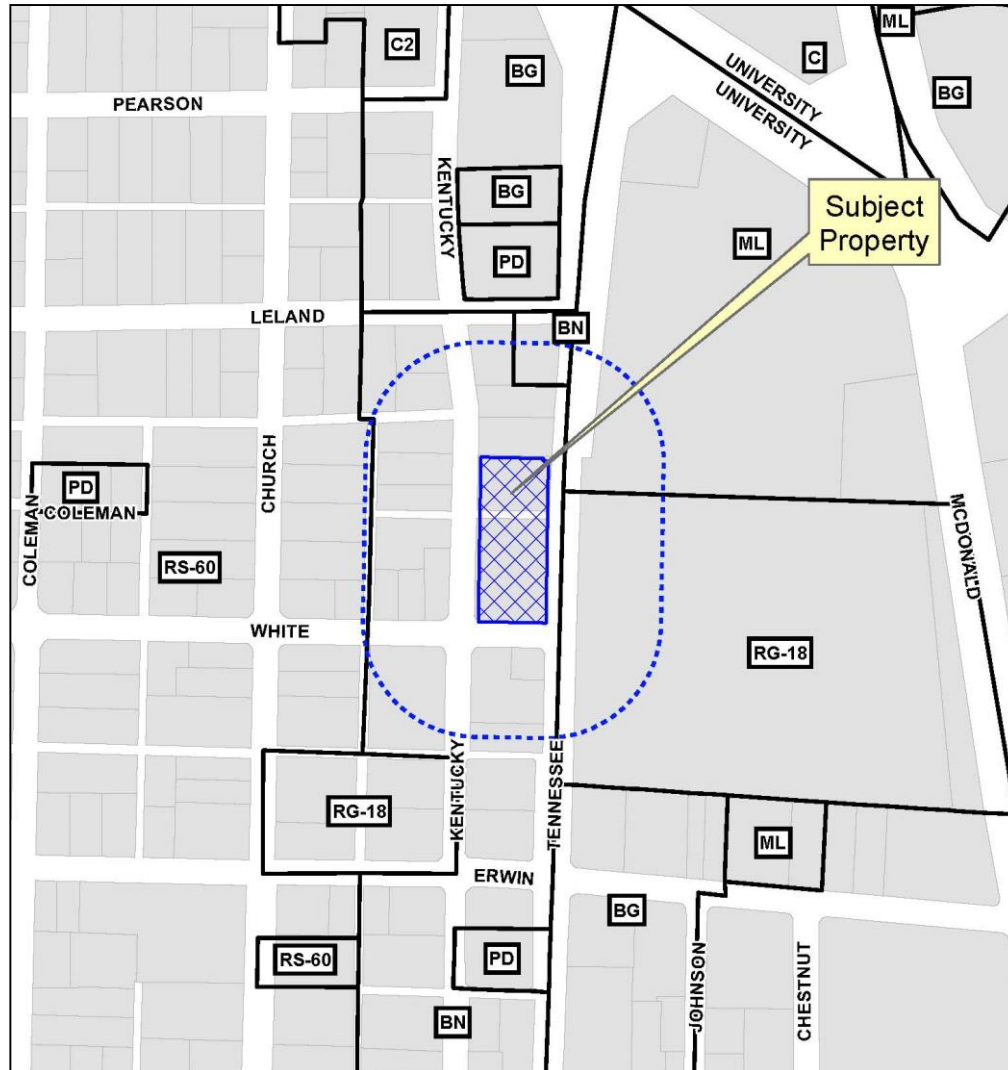 C2
BG
C
ML
BG
UNIVERSITY
UNIVERSITY
PEARSON
KENTUCKY
BG
PD
Subject
Property
ML
LELAND
BN
CHURCH
PD
COLEMAN
COLEMAN
RS-60
MCDONALD
WHITE
RG-18
KENTUCKY
TENNESSEE
RG-18
ML
ERWIN
BG
RS-60
PD
JOHNSON
CHESTNUT
BN